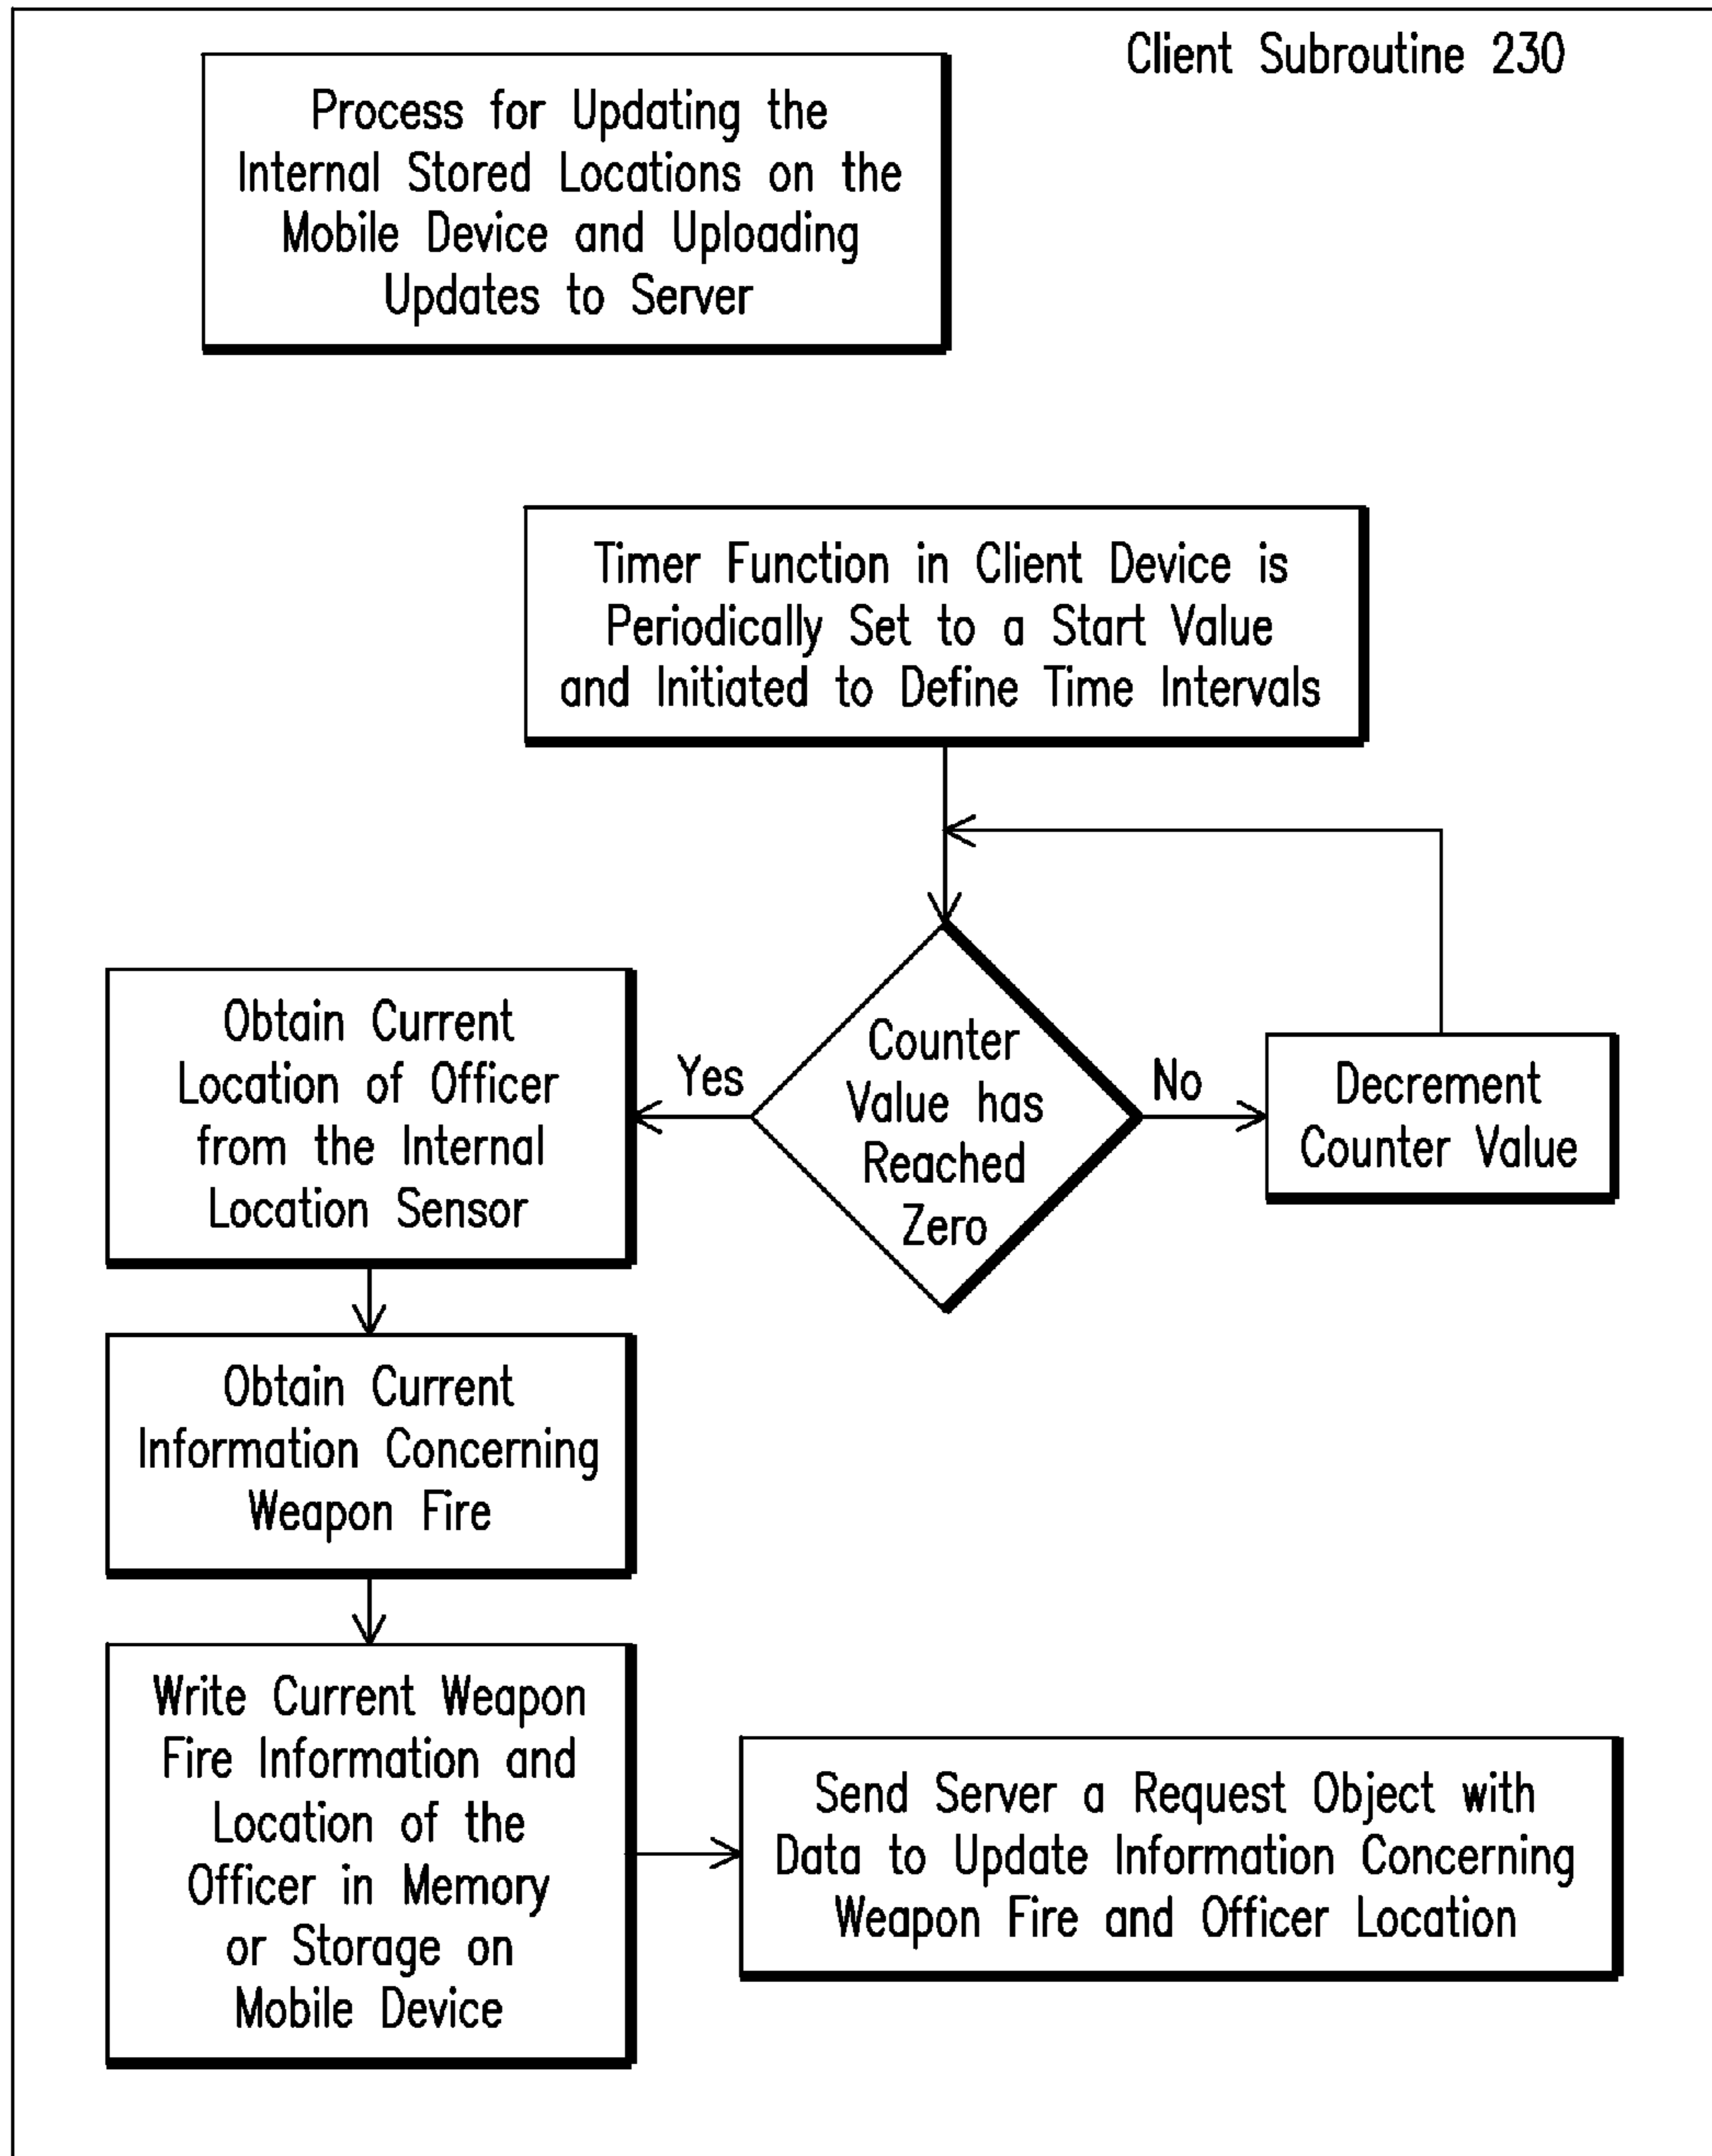 Client Subroutine 230
Process for Updating the
Internal Stored Locations on the
Mobile Device and Uploading
Updates to Server
Timer Function in Client Device is
Periodically Set to a Start Value
and Initiated to Define Time Intervals
Counter
Value has
Reached
Zero
Yes
No
Decrement
Counter Value
Obtain Current
Location of Officer
from the Internal
Location Sensor
Obtain Current
Information Concerning
Weapon Fire
Write Current Weapon
Fire Information and
Location of the
Officer in Memory
or Storage on
Mobile Device
Send Server a Request Object with
Data to Update Information Concerning
Weapon Fire and Officer Location